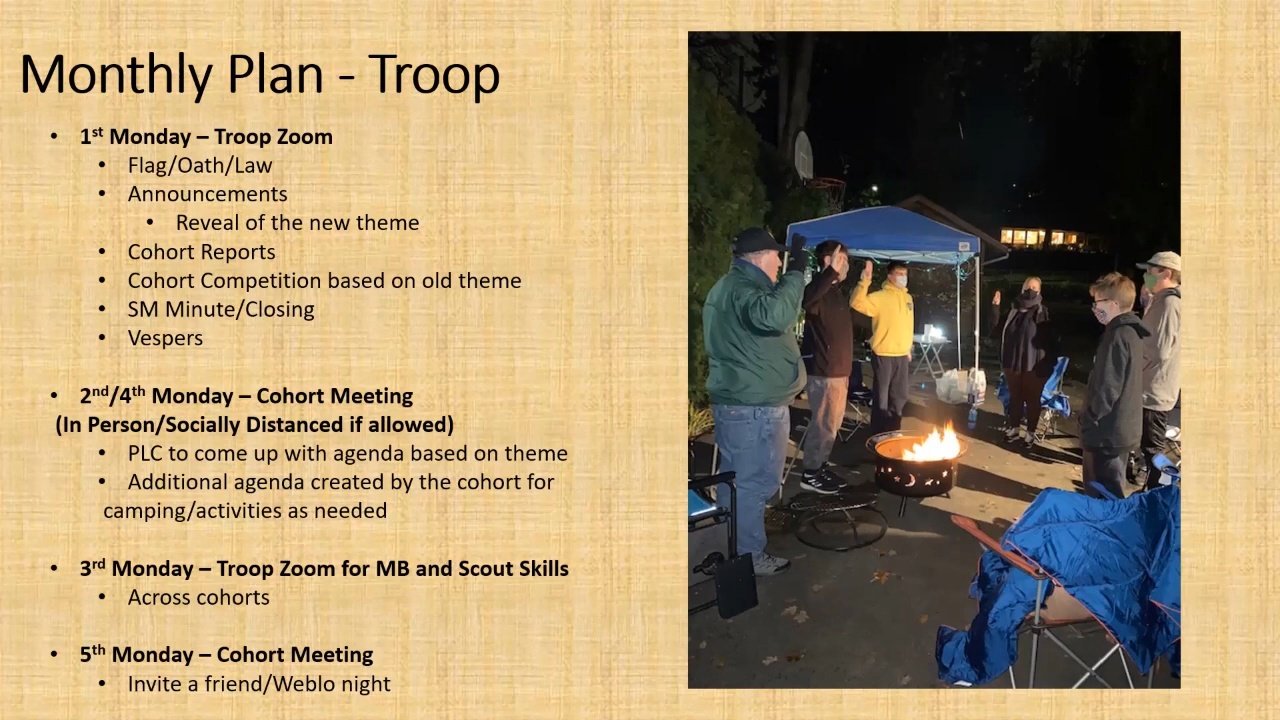 Monthly Plan - Troop
• 1st Monday – Troop Zoom
• Flag/Oath/Law
• Announcements
• Reveal of the new theme
• Cohort Reports
• Cohort Competition based on old theme
• SM Minute/Closing
• Vespers
• 2nd/4th Monday – Cohort Meeting
(In Person/Socially Distanced if allowed)
• PLC to come up with agenda based on theme
• Additional agenda created by the cohort for
camping/activities as needed
• 3rd Monday – Troop Zoom for MB and Scout Skills
• Across cohorts
• 5th Monday – Cohort Meeting
• Invite a friend/Weblo night